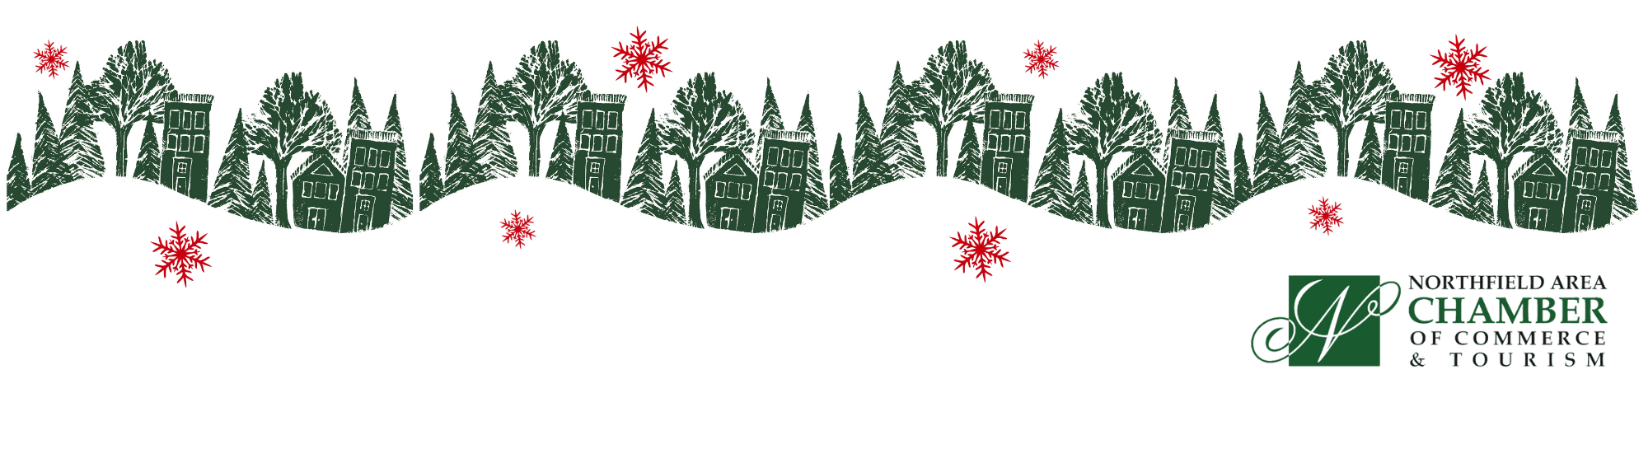 NORTHFIELD AREA
CHAMBER
OF COMMERCE
& TOURISM